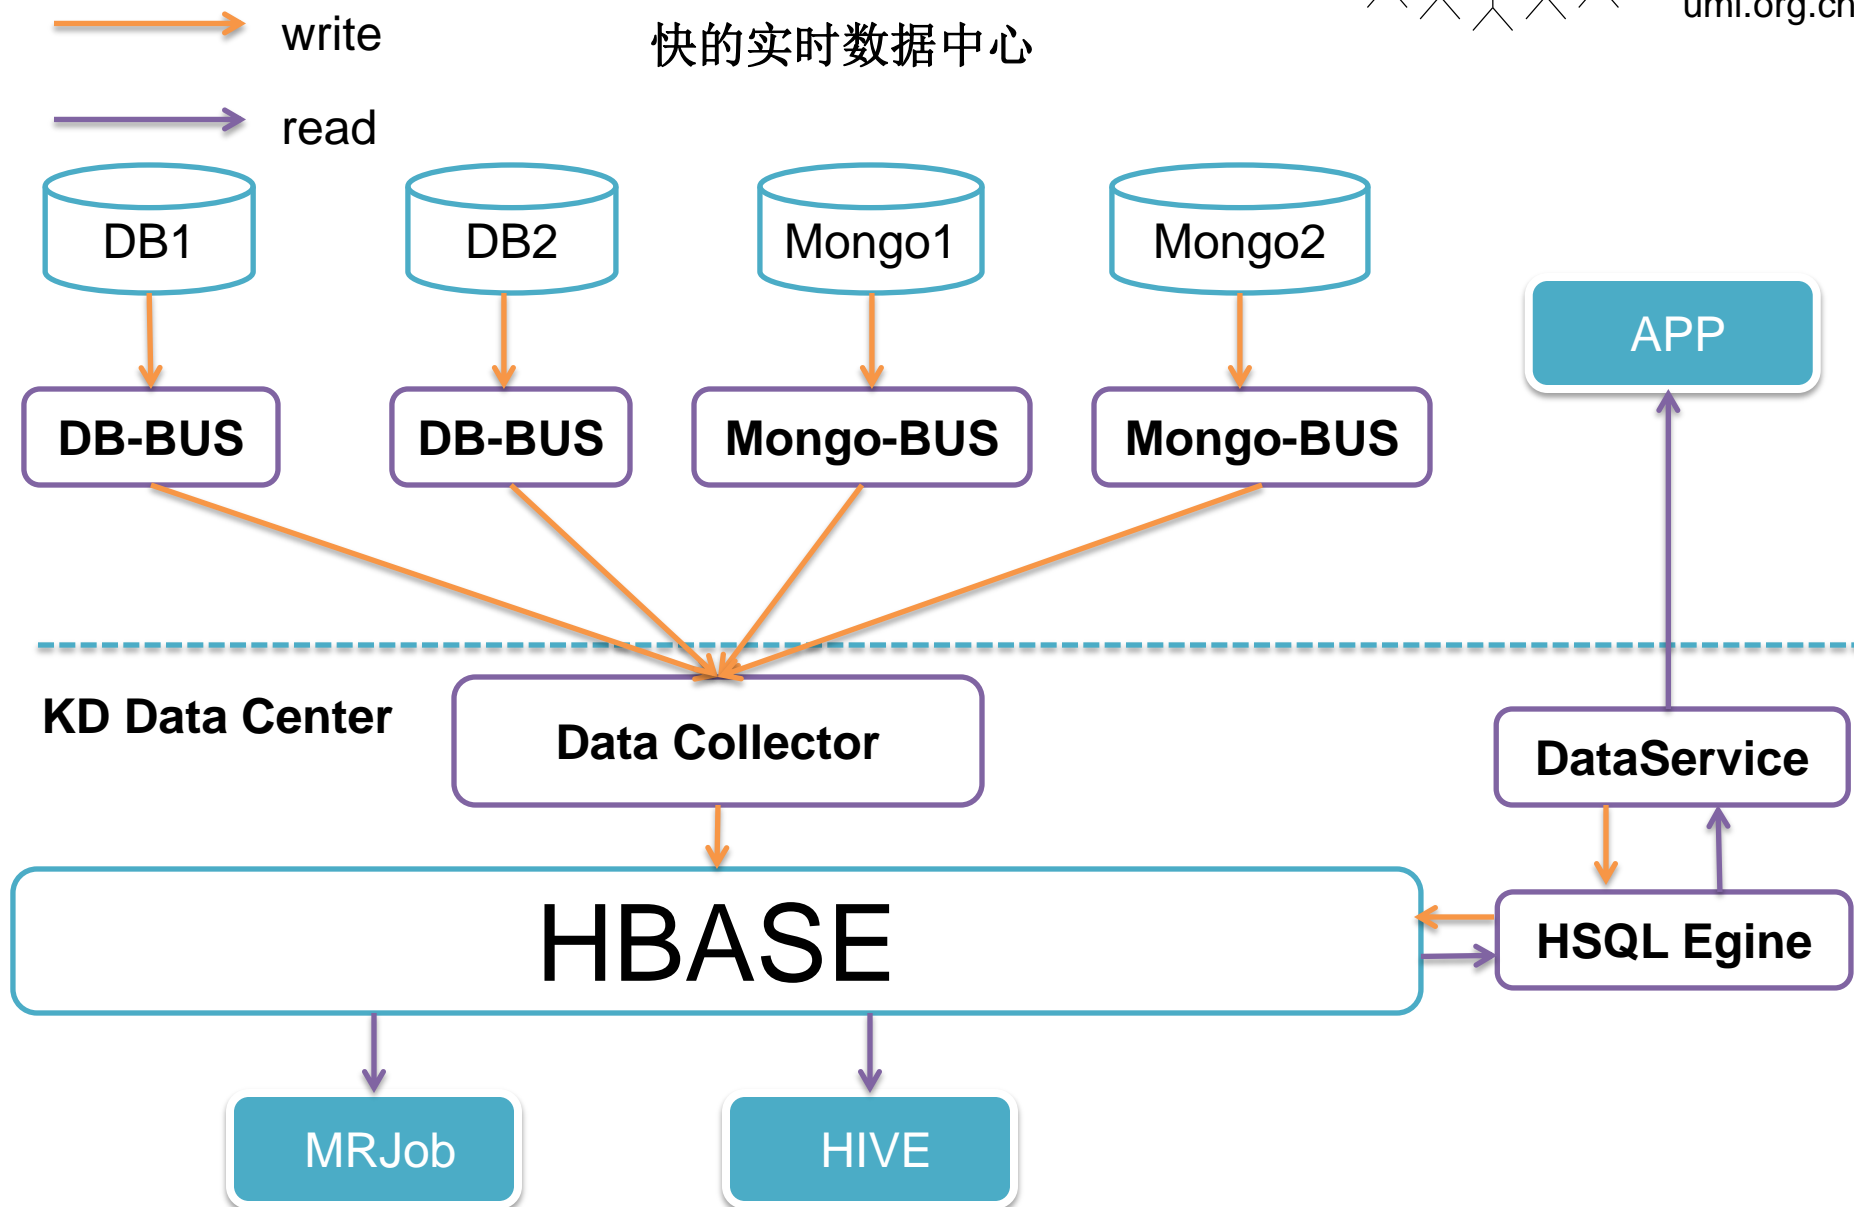 write
快的实时数据中心
uml.org.cn
read
DB1
DB2
Mongo1
Mongo2
APP
DB-BUS
DB-BUS
Mongo-BUS
Mongo-BUS
KD Data Center
Data Collector
DataService
HBASE
HSQL Egine
MRJob
HIVE